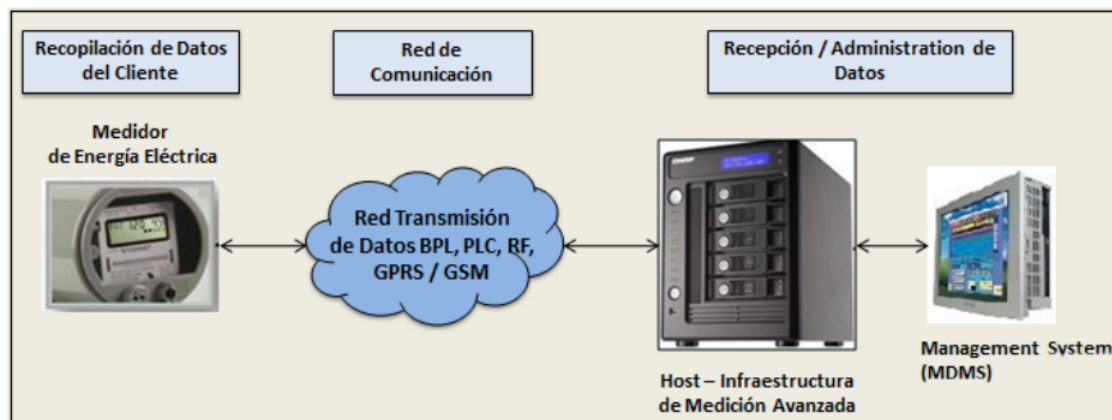 Recopilación de Datos
del Cliente
Red de
Comunicación
Recepción / Administration de
Datos
Medidor
de Energía Eléctrica
Red Transmisión
de Datos BPL, PLC, RF,
GPRS / GSM
Host – Infraestructura
de Medición Avanzada
Management System
(MDMS)